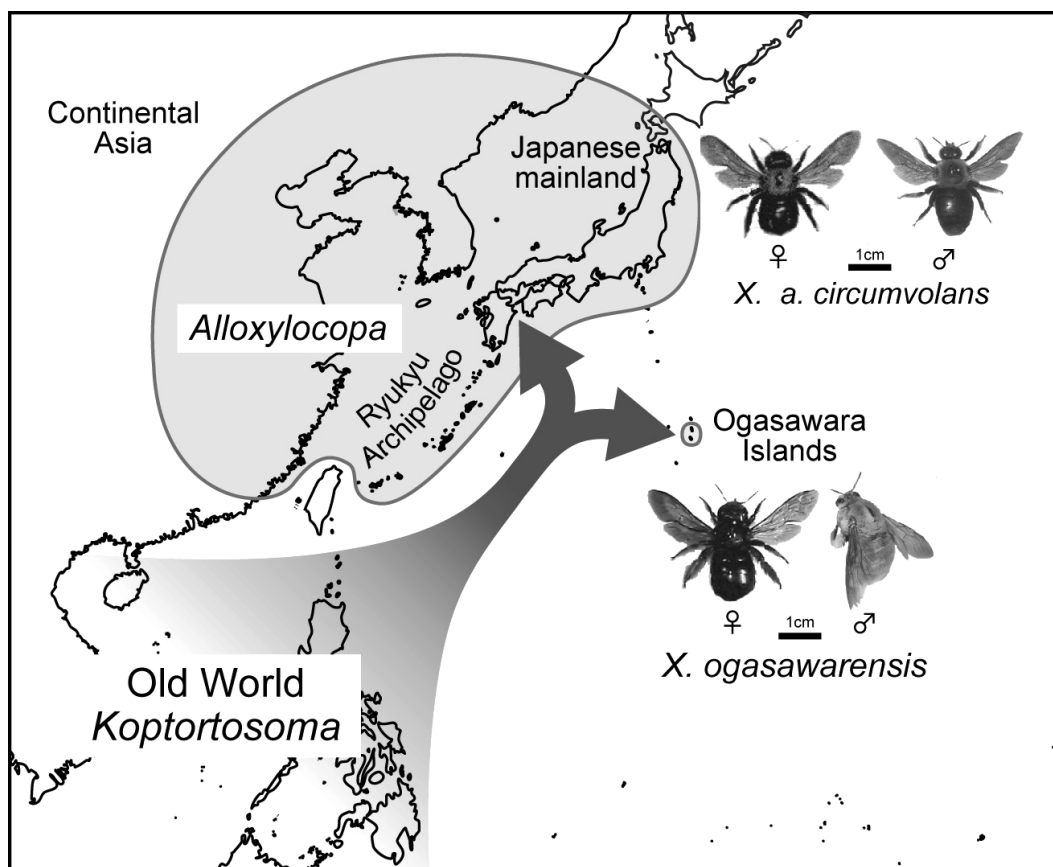 Continental
Asia
Japanese
mainland
Alloxylocopa
Ryukyu
Archipelago
♀ 1cm ♂
X. a. circumvolans
Ogasawara
Islands
♀ 1cm ♂
X. ogasawarensis
Old World
Koptortosoma